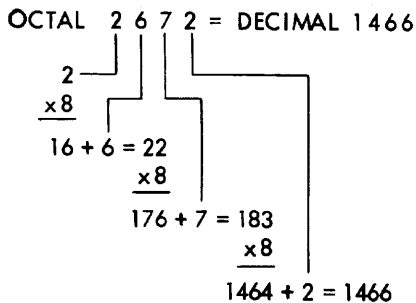 OCTAL 2 6 7 2 = DECIMAL 1466
2
x8
16 + 6 = 22
x8
176 + 7 = 183
x8
1464 + 2 = 1466